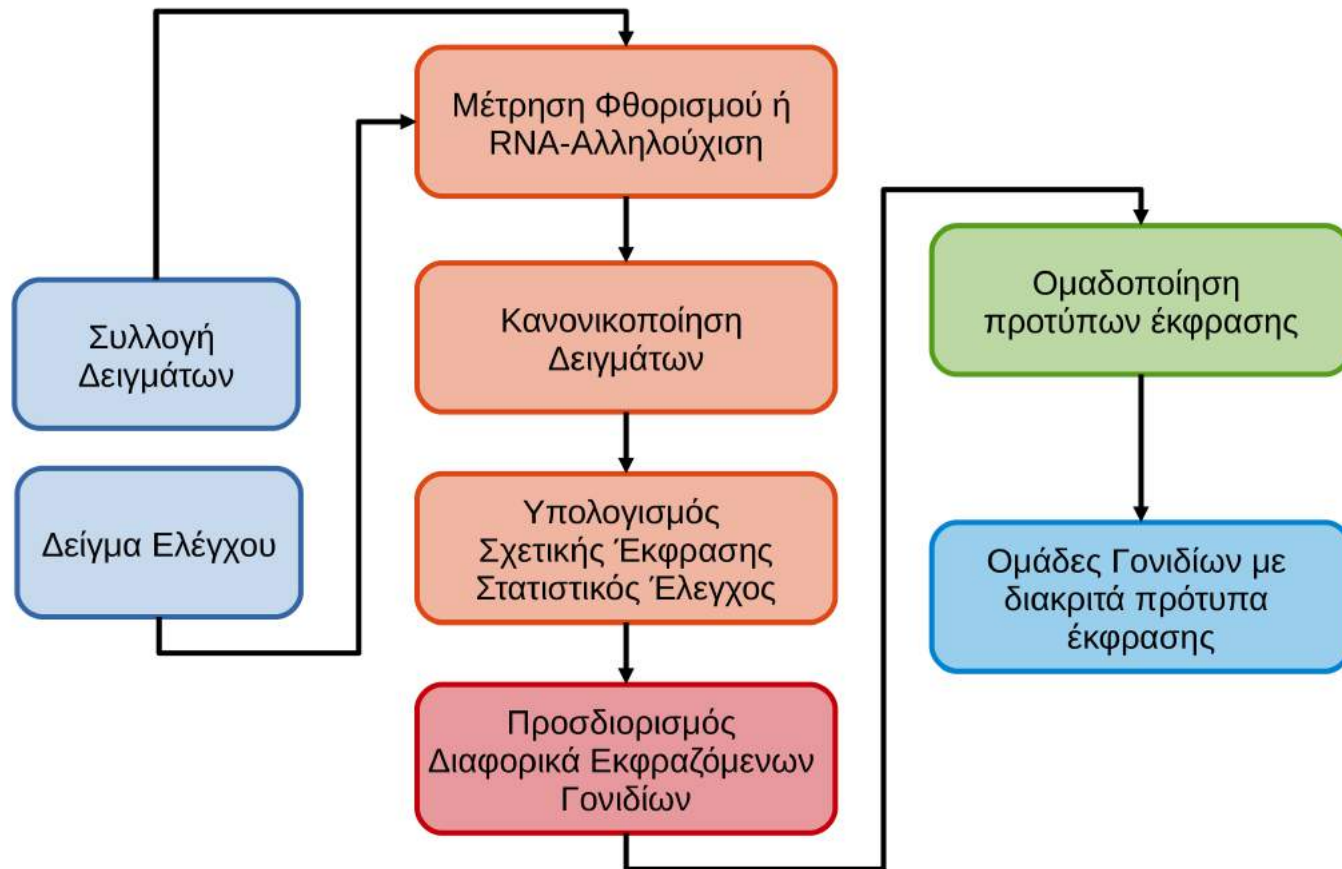 Συλλογή
Δειγμάτων
Δείγμα Ελέγχου
Μέτρηση Φθορισμού ή
RNA-Αλληλούχιση
Κανονικοποίηση
Δειγμάτων
Υπολογισμός
Σχετικής Έκφρασης
Στατιστικός Έλεγχος
Προσδιορισμός
Διαφορικά Εκφραζόμενων
Γονιδίων
Ομαδοποίηση
προτύπων έκφρασης
Ομάδες Γονιδίων με
διακριτά πρότυπα
έκφρασης